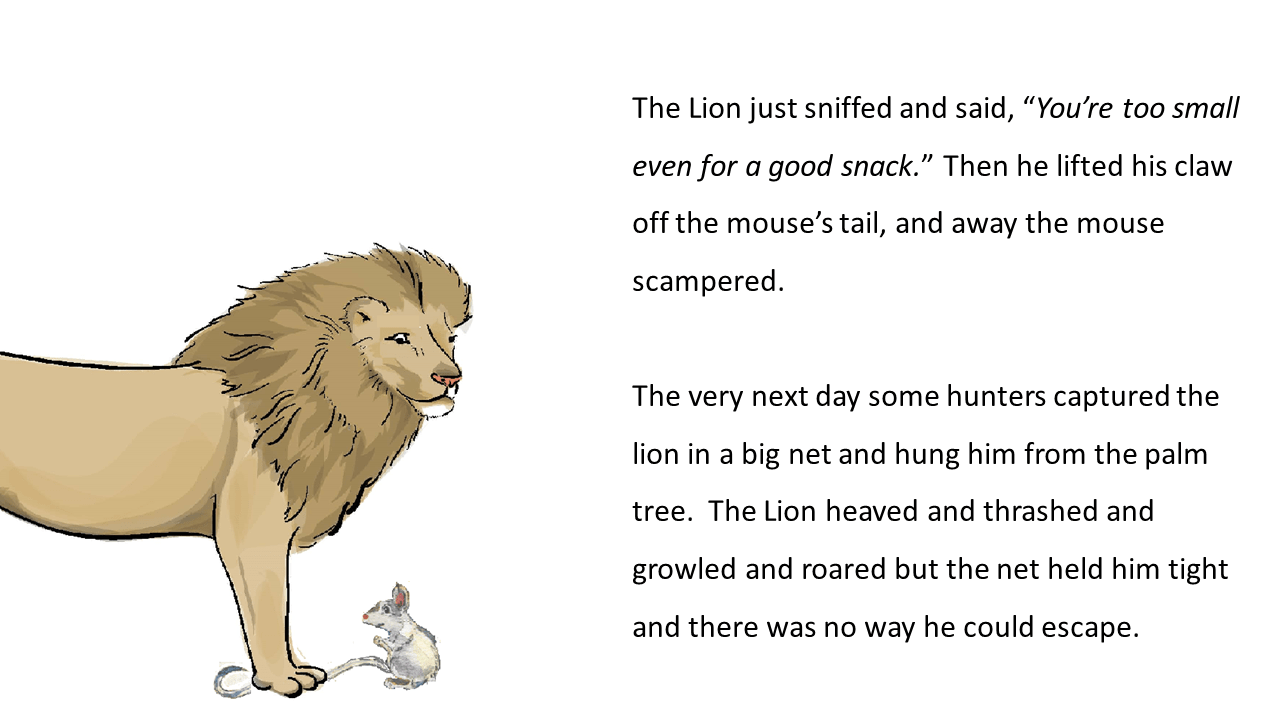 The Lion just sniffed and said, “You’re too small
even for a good snack.” Then he lifted his claw
off the mouse’s tail, and away the mouse
scampered.
The very next day some hunters captured the
lion in a big net and hung him from the palm
tree.  The Lion heaved and thrashed and
growled and roared but the net held him tight
and there was no way he could escape.